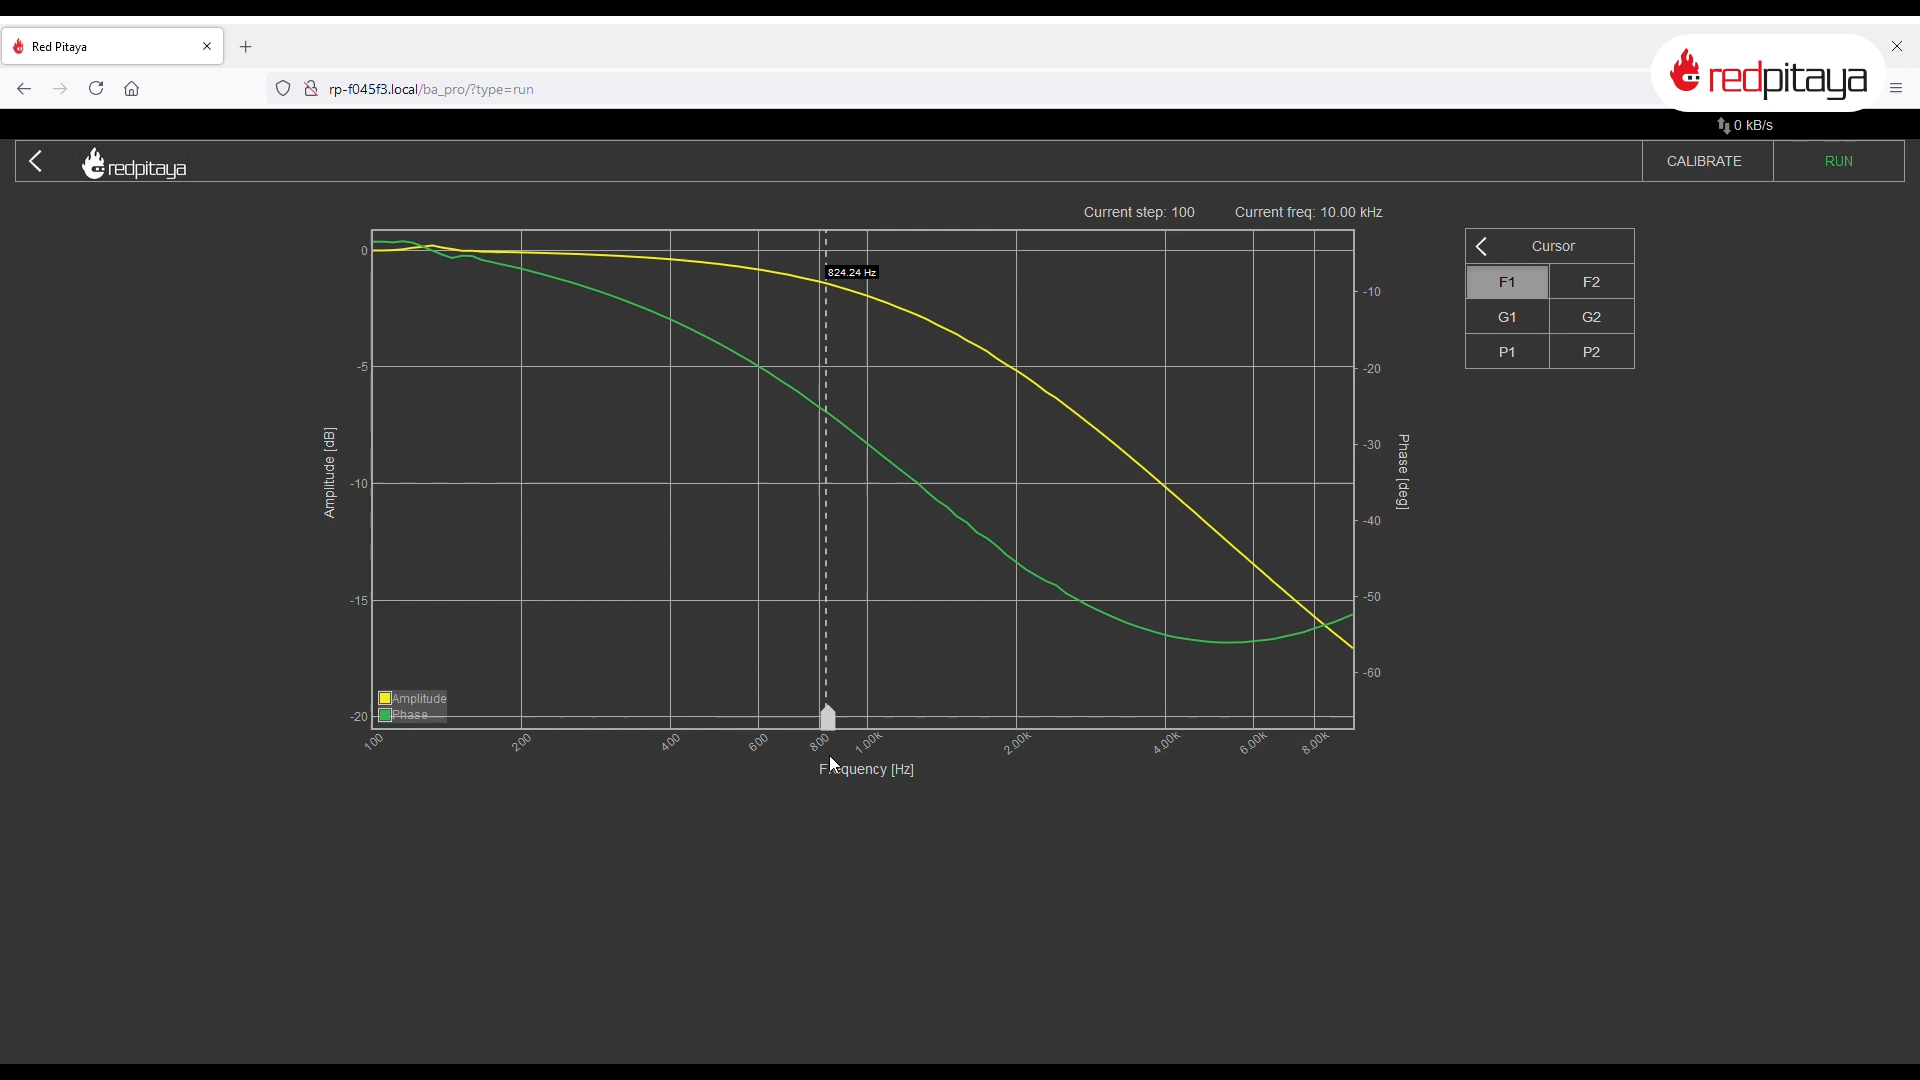 Red Pitaya
rp-f045f3.local/ba_pro/?type=run
redpitaya
0 kB/s
redpitaya
CALIBRATE
RUN
Current step: 100
Current freq: 10.00 kHz
Cursor
F1
F2
G1
G2
P1
P2
824.24 Hz
0
-5
-10
-15
-20
Amplitude [dB]
-10
-20
-30
-40
-50
-60
Phase [deg]
Amplitude
Phase
100
200
400
600
800
1.00k
2.00k
4.00k
6.00k
8.00k
Frequency [Hz]